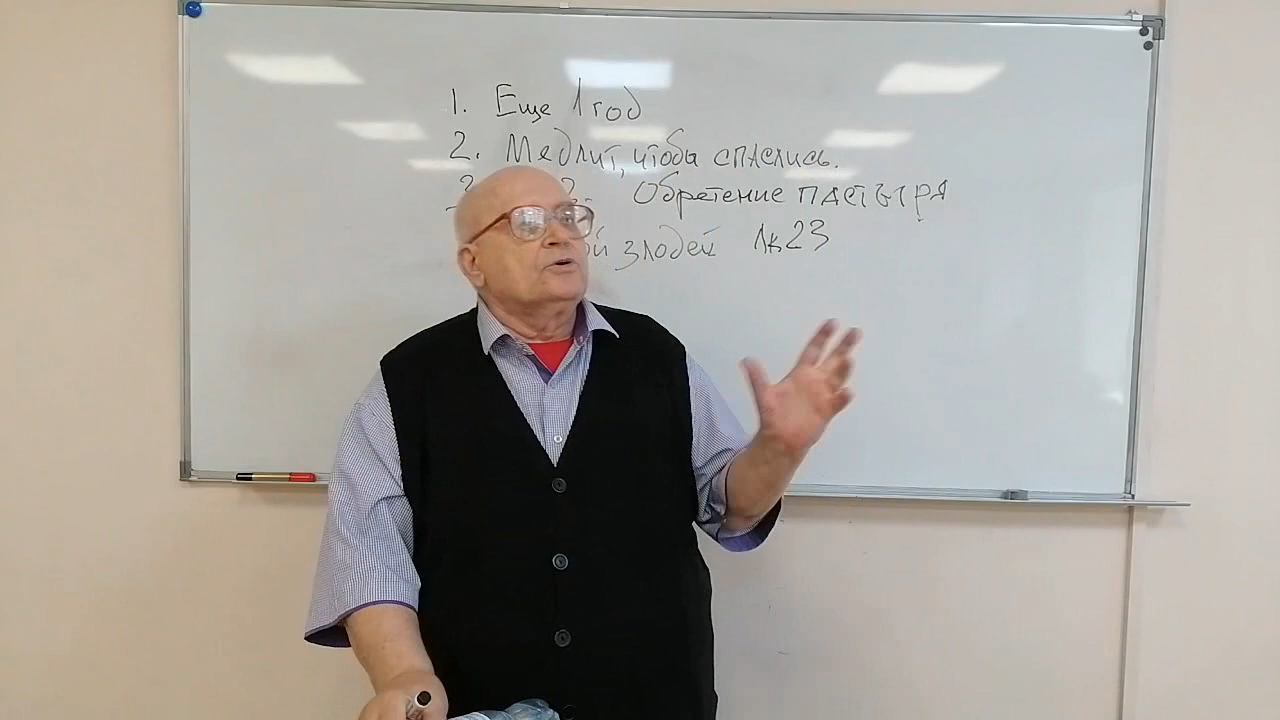 1. Еще 1 год
2. Медлит, чтобы спаслись.
Обретение пастыря
злодей Лк23